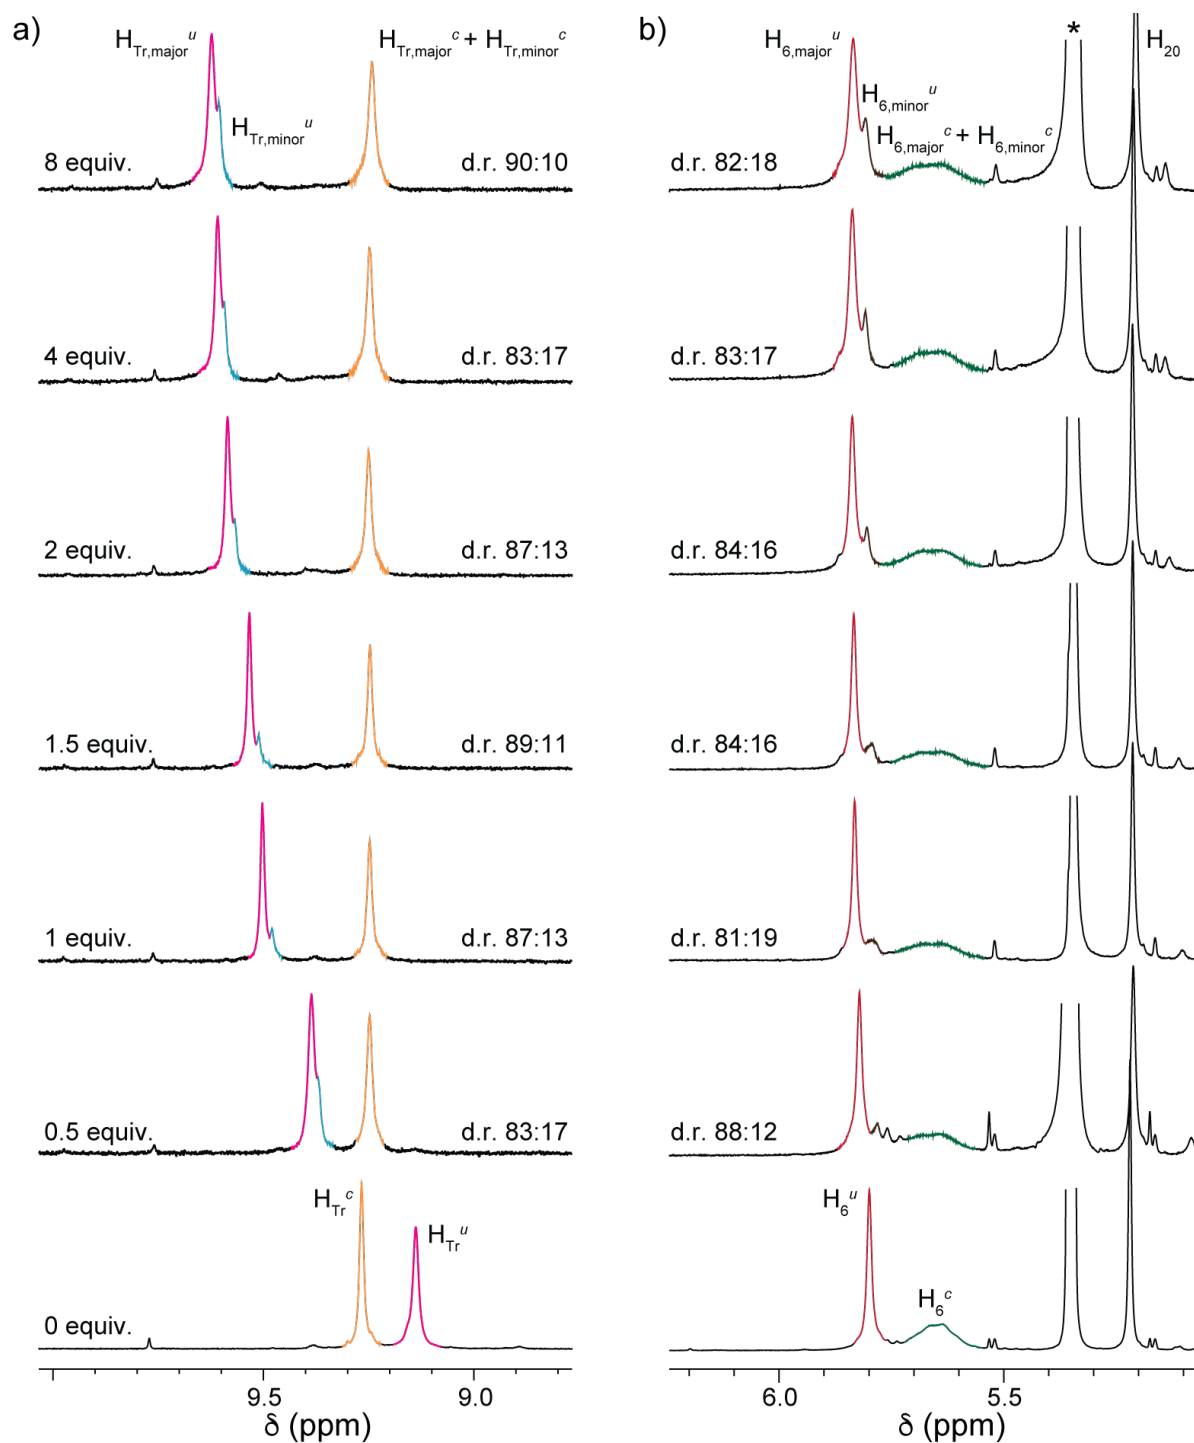 a)
H_Tr,major^u
H_Tr,minor^u
H_Tr,major^c + H_Tr,minor^c
8 equiv.
d.r. 90:10
4 equiv.
d.r. 83:17
2 equiv.
d.r. 87:13
1.5 equiv.
d.r. 89:11
1 equiv.
d.r. 87:13
0.5 equiv.
d.r. 83:17
H_Tr^c
H_Tr^u
0 equiv.
9.5
9.0
δ (ppm)
b)
H_6,major^u
*
H_20
H_6,minor^u
H_6,major^c + H_6,minor^c
d.r. 82:18
d.r. 83:17
d.r. 84:16
d.r. 84:16
d.r. 81:19
d.r. 88:12
H_6^u
H_6^c
6.0
5.5
δ (ppm)